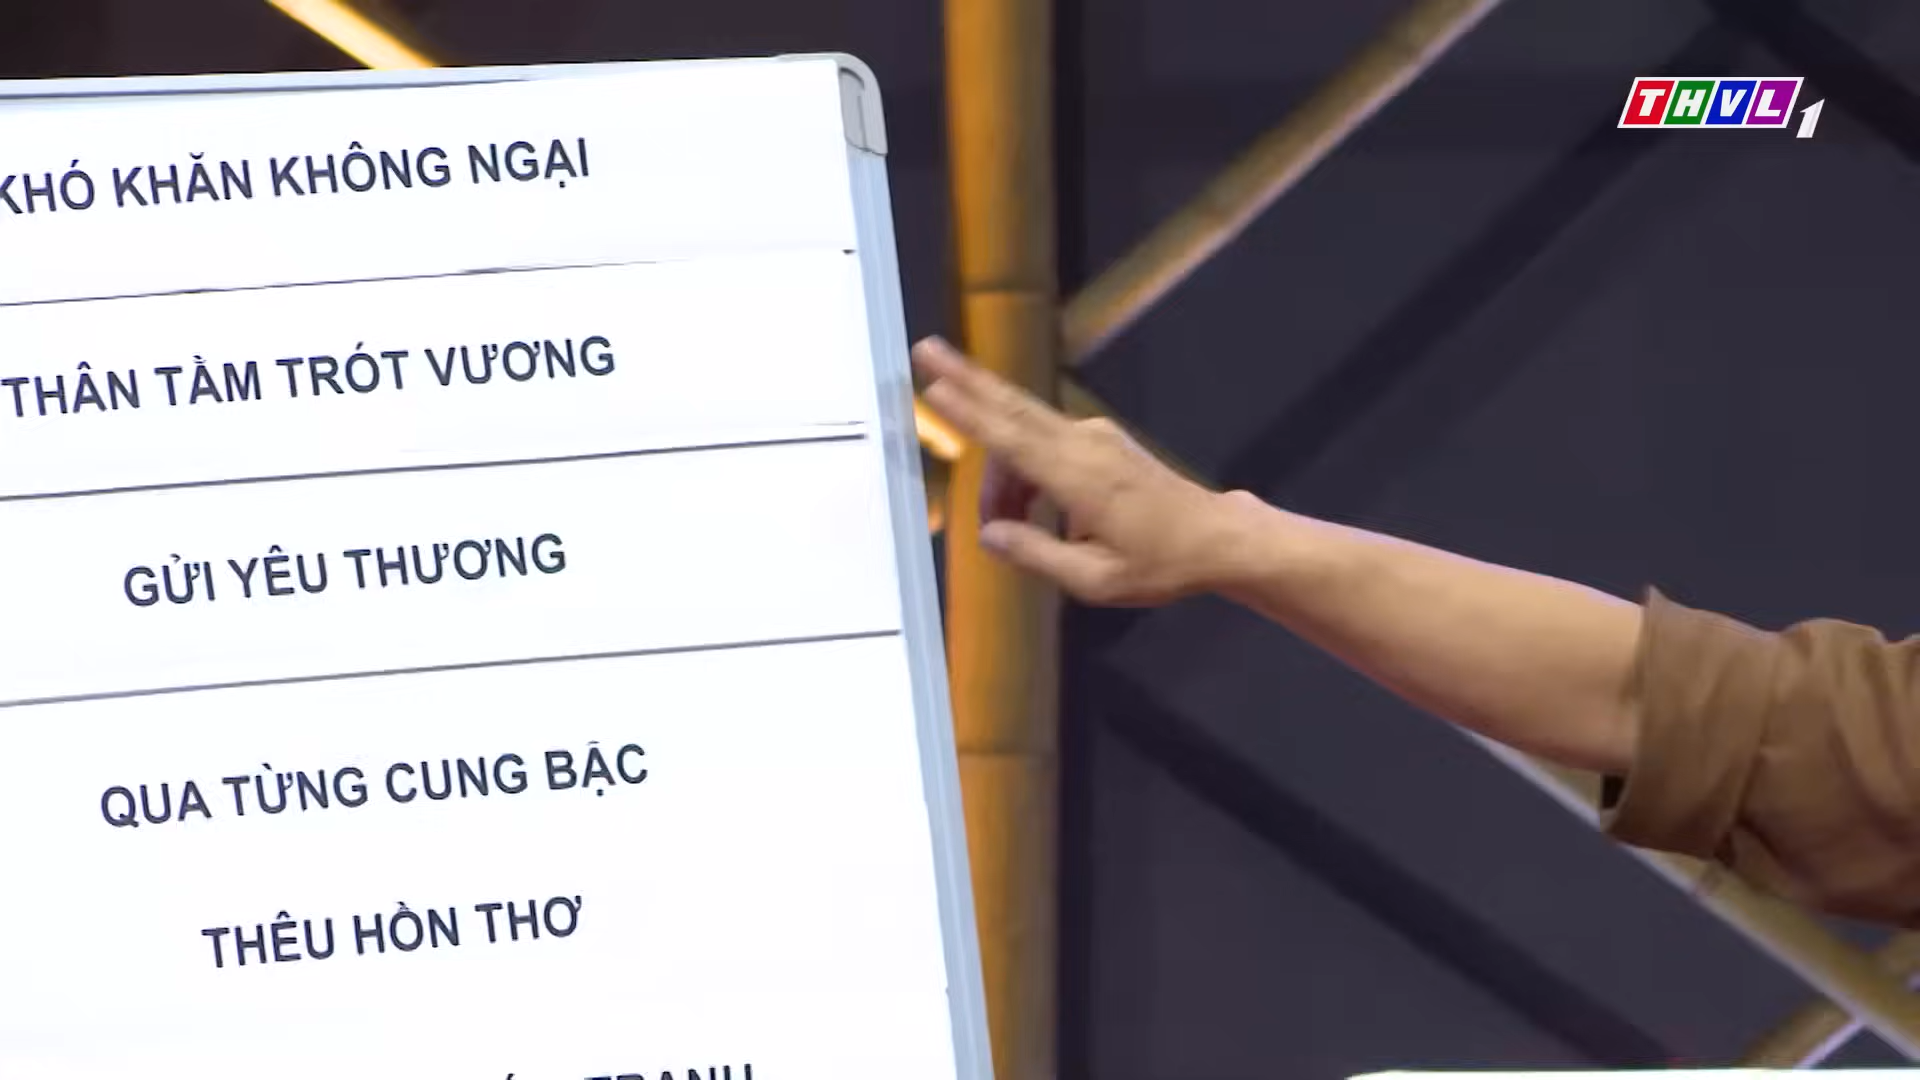 THVL1
KHÓ KHĂN KHÔNG NGẠI
THÂN TẰM TRÓT VƯƠNG
GỬI YÊU THƯƠNG
QUA TỪNG CUNG BẬC
THÊU HỒN THƠ
TRANH